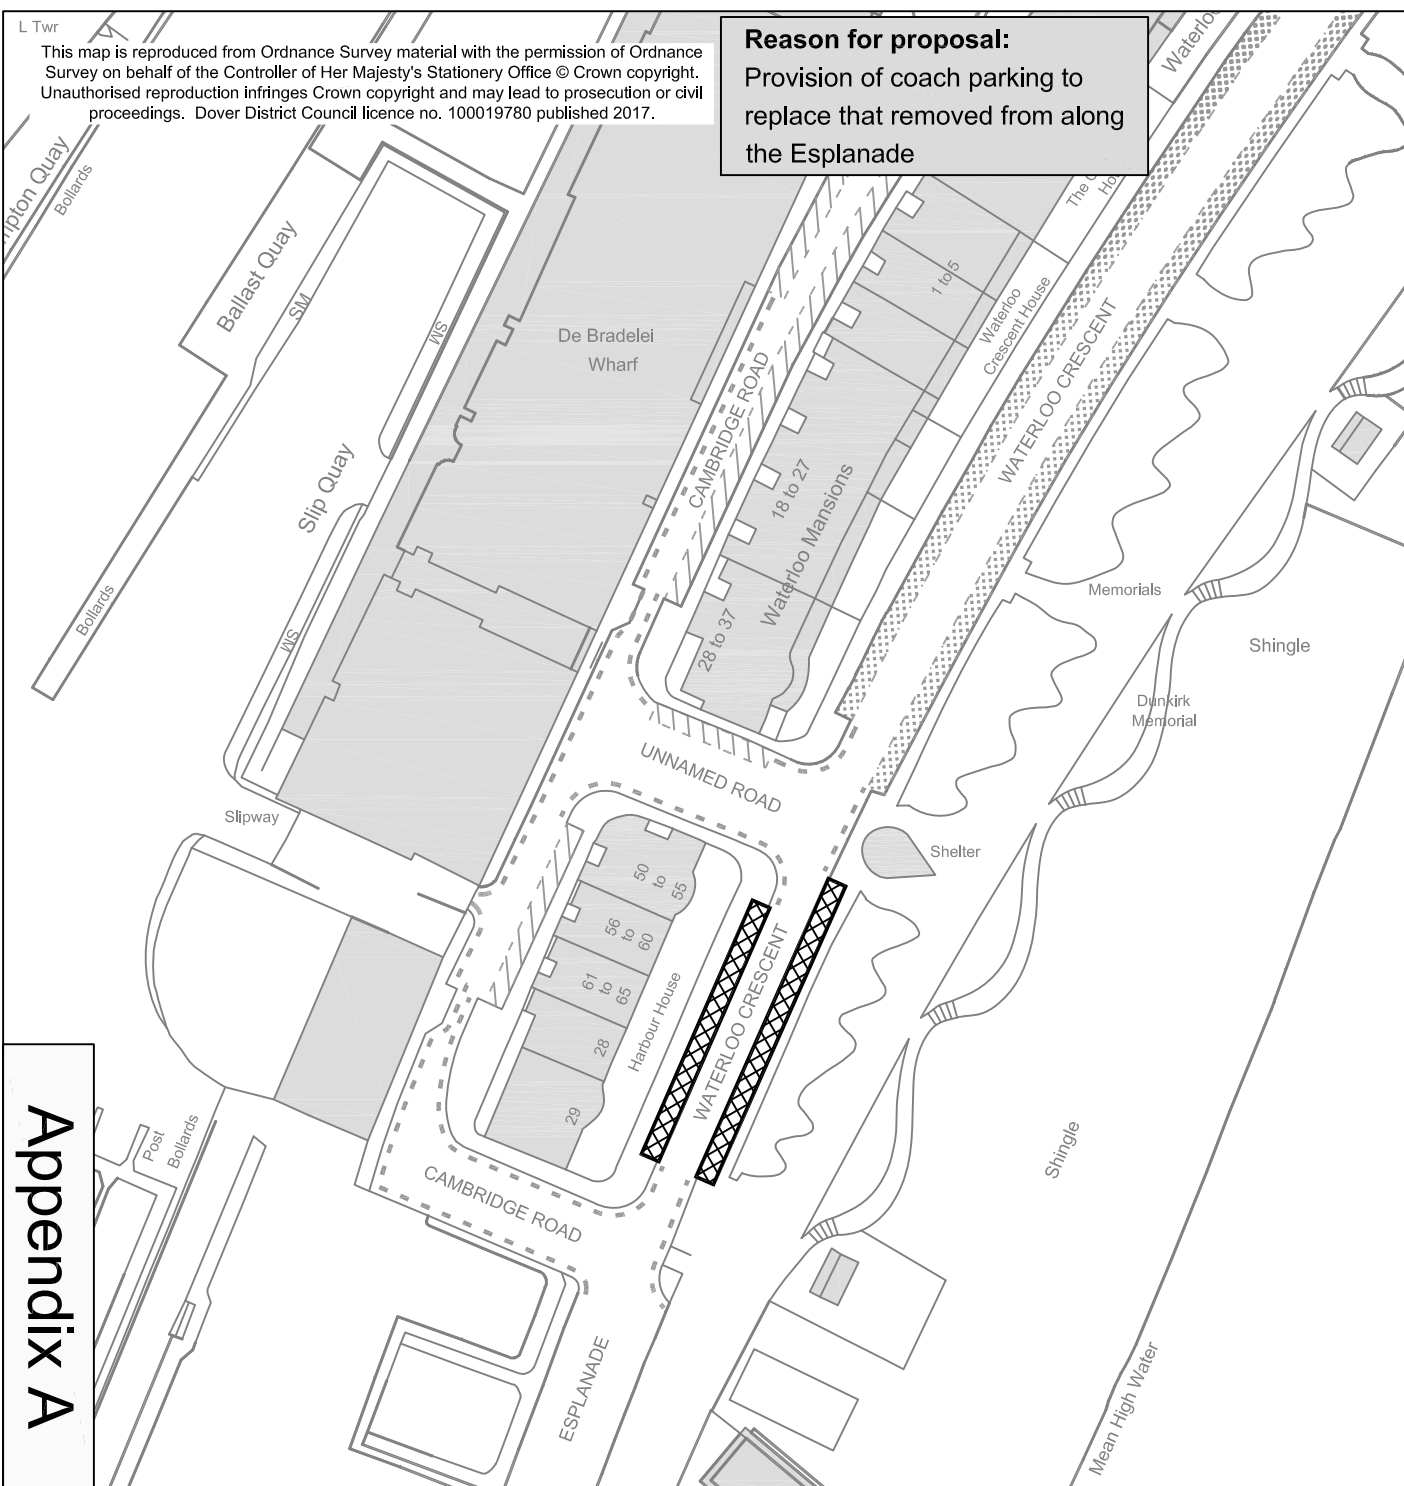 L Twr
This map is reproduced from Ordnance Survey material with the permission of Ordnance
Survey on behalf of the Controller of Her Majesty's Stationery Office © Crown copyright.
Unauthorised reproduction infringes Crown copyright and may lead to prosecution or civil
proceedings. Dover District Council licence no. 100019780 published 2017.
Reason for proposal:
Provision of coach parking to
replace that removed from along
the Esplanade
Bollards
Quay
Ballast Quay
SM
SM
Slip Quay
SM
Bollards
De Bradelei
Wharf
CAMBRIDGE ROAD
1 to 5
Waterloo
Crescent House
The
WATERLOO CRESCENT
18 to 27
Waterloo Mansions
28 to 37
Memorials
Shingle
Dunkirk
Memorial
UNNAMED ROAD
Slipway
Shelter
50
to
55
56
to
60
61
to
65
28
29
Harbour House
WATERLOO CRESCENT
CAMBRIDGE ROAD
Post
Bollards
Shingle
ESPLANADE
Mean High Water
Appendix A